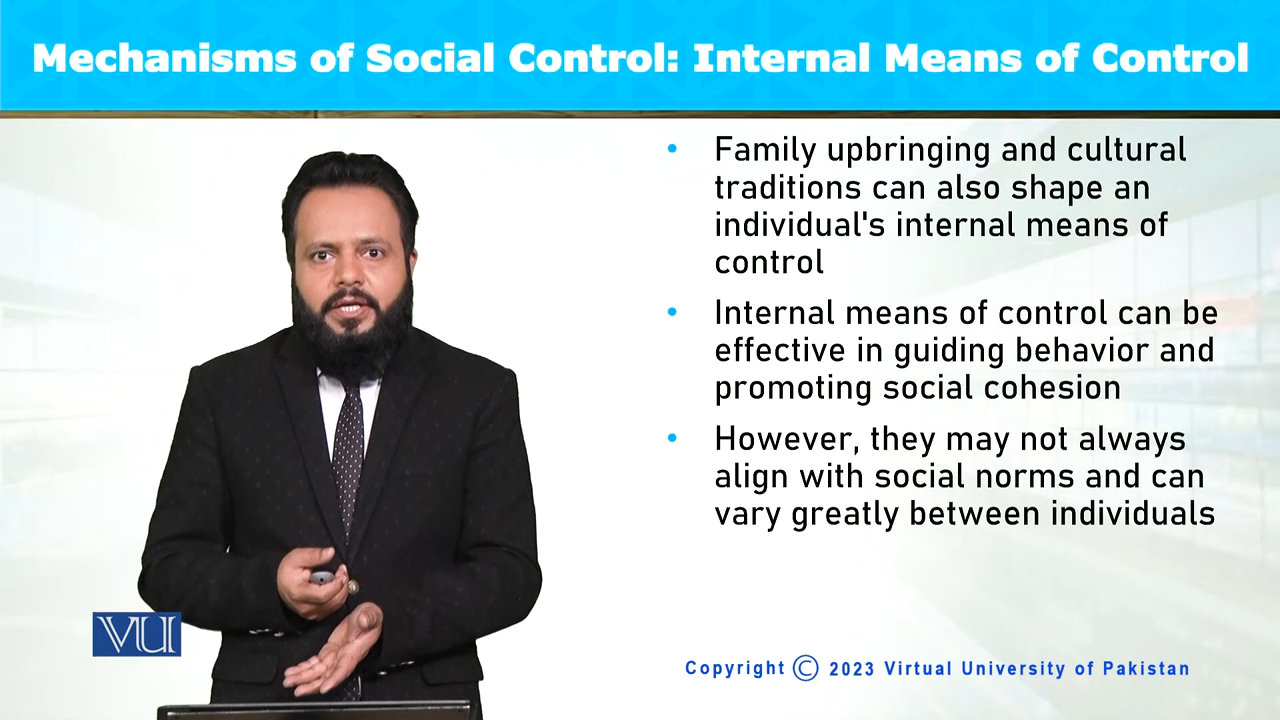 Mechanisms of Social Control: Internal Means of Control
• Family upbringing and cultural
traditions can also shape an
individual's internal means of
control
• Internal means of control can be
effective in guiding behavior and
promoting social cohesion
• However, they may not always
align with social norms and can
vary greatly between individuals
VU
Copyright © 2023 Virtual University of Pakistan